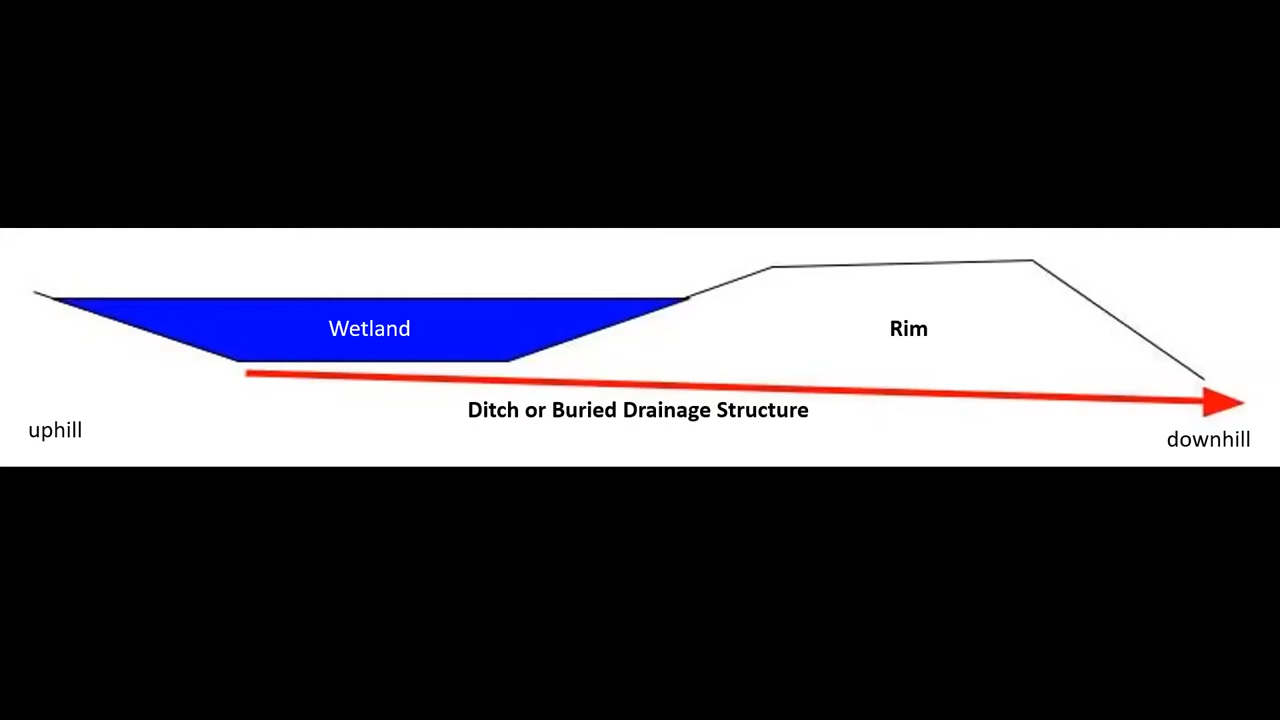 Wetland
Rim
Ditch or Buried Drainage Structure
uphill
downhill